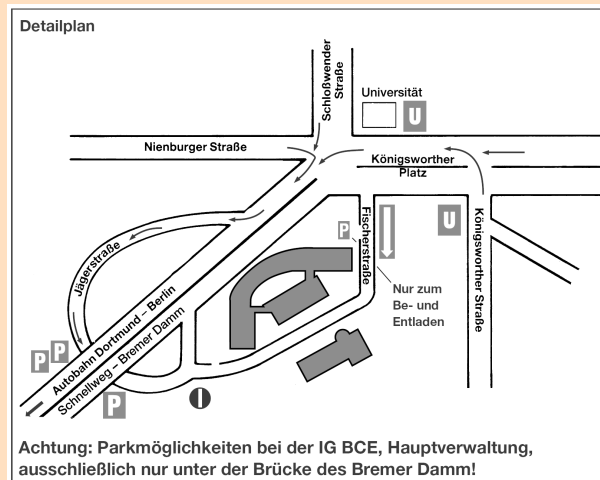 Detailplan
Schloßwender
Straße
Universität
U
Nienburger Straße
Königsworther
Platz
P
Fischerstraße
U
Königsworther Straße
Jägerstraße
Nur zum
Be- und
Entladen
Autobahn Dortmund – Berlin
Schnellweg – Bremer Damm
P
P
P
Achtung: Parkmöglichkeiten bei der IG BCE, Hauptverwaltung,
ausschließlich nur unter der Brücke des Bremer Damm!